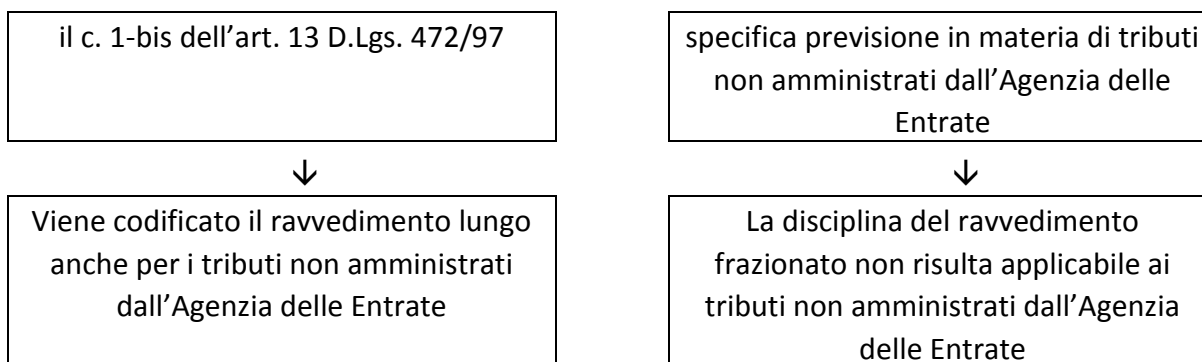 il c. 1-bis dell’art. 13 D.Lgs. 472/97
specifica previsione in materia di tributi
non amministrati dall’Agenzia delle
Entrate
↓
↓
Viene codificato il ravvedimento lungo
anche per i tributi non amministrati
dall’Agenzia delle Entrate
La disciplina del ravvedimento
frazionato non risulta applicabile ai
tributi non amministrati dall’Agenzia
delle Entrate